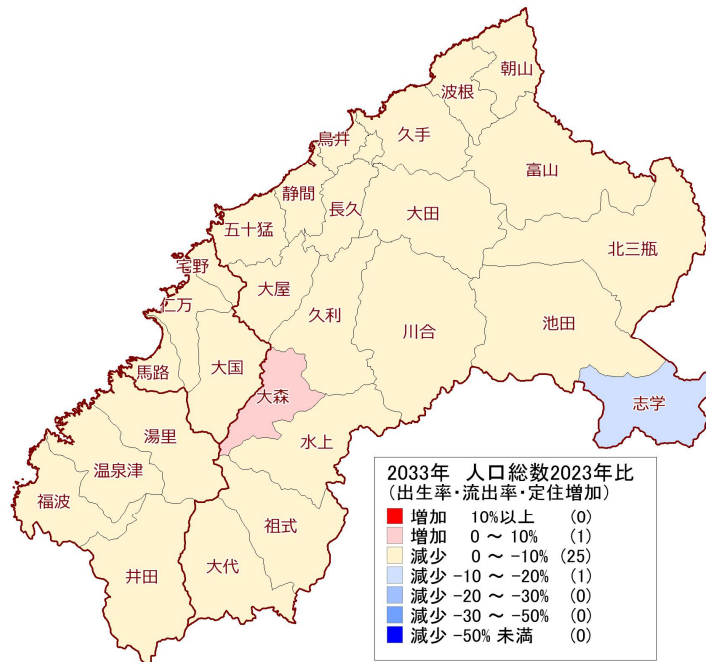 朝山
波根
鳥井
久手
富山
静間
長久
大田
五十猛
北三瓶
宅野
大屋
仁万
久利
川合
池田
馬路
大国
大森
志学
湯里
水上
温泉津
福波
祖式
井田
大代
2033年 人口総数2023年比
(出生率・流出率・定住増加)
増加 10%以上 (0)
増加 0 ～ 10% (1)
減少 0 ～ -10% (25)
減少 -10 ～ -20% (1)
減少 -20 ～ -30% (0)
減少 -30 ～ -50% (0)
減少 -50% 未満 (0)